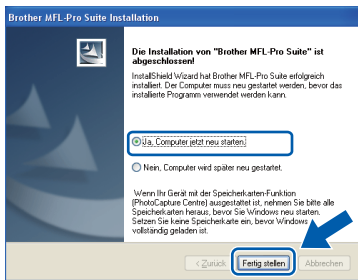 Brother MFL-Pro Suite Installation
Die Installation von "Brother MFL-Pro Suite" ist
abgeschlossen!
InstallShield Wizard hat Brother MFL-Pro Suite erfolgreich
installiert. Der Computer muss neu gestartet werden, bevor das
installierte Programm verwendet werden kann.
Ja, Computer jetzt neu starten.
Nein, Computer wird später neu gestartet.
Wenn Ihr Gerät mit der Speicherkarten-Funktion
(PhotoCapture Centre) ausgestattet ist, nehmen Sie bitte alle
Speicherkarten heraus, bevor Sie Windows neu starten.
Setzen Sie keine Speicherkarte ein, bevor Windows
vollständig geladen ist.
< Zurück Fertig stellen Abbrechen